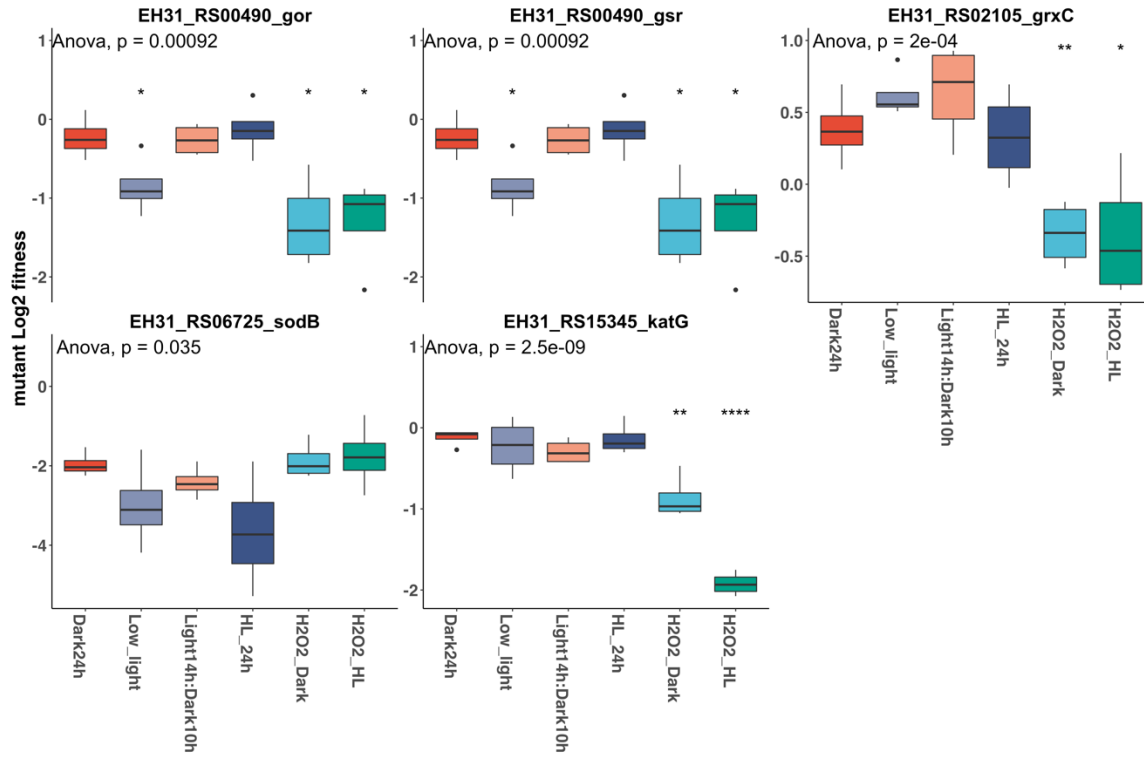 EH31_RS00490_gor
EH31_RS00490_gsr
EH31_RS02105_grxC
Anova, p = 0.00092
Anova, p = 0.00092
Anova, p = 2e-04
1
0
-1
-2
* * *
1
0
-1
-2
* * *
1.0
0.5
0.0
-0.5
** *
Dark24h
Low_light
Light14h:Dark10h
HL_24h
H2O2_Dark
H2O2_HL
mutant Log2 fitness
EH31_RS06725_sodB
EH31_RS15345_katG
Anova, p = 0.035
Anova, p = 2.5e-09
0
-2
-4
1
0
-1
-2
** ****
Dark24h
Low_light
Light14h:Dark10h
HL_24h
H2O2_Dark
H2O2_HL
Dark24h
Low_light
Light14h:Dark10h
HL_24h
H2O2_Dark
H2O2_HL